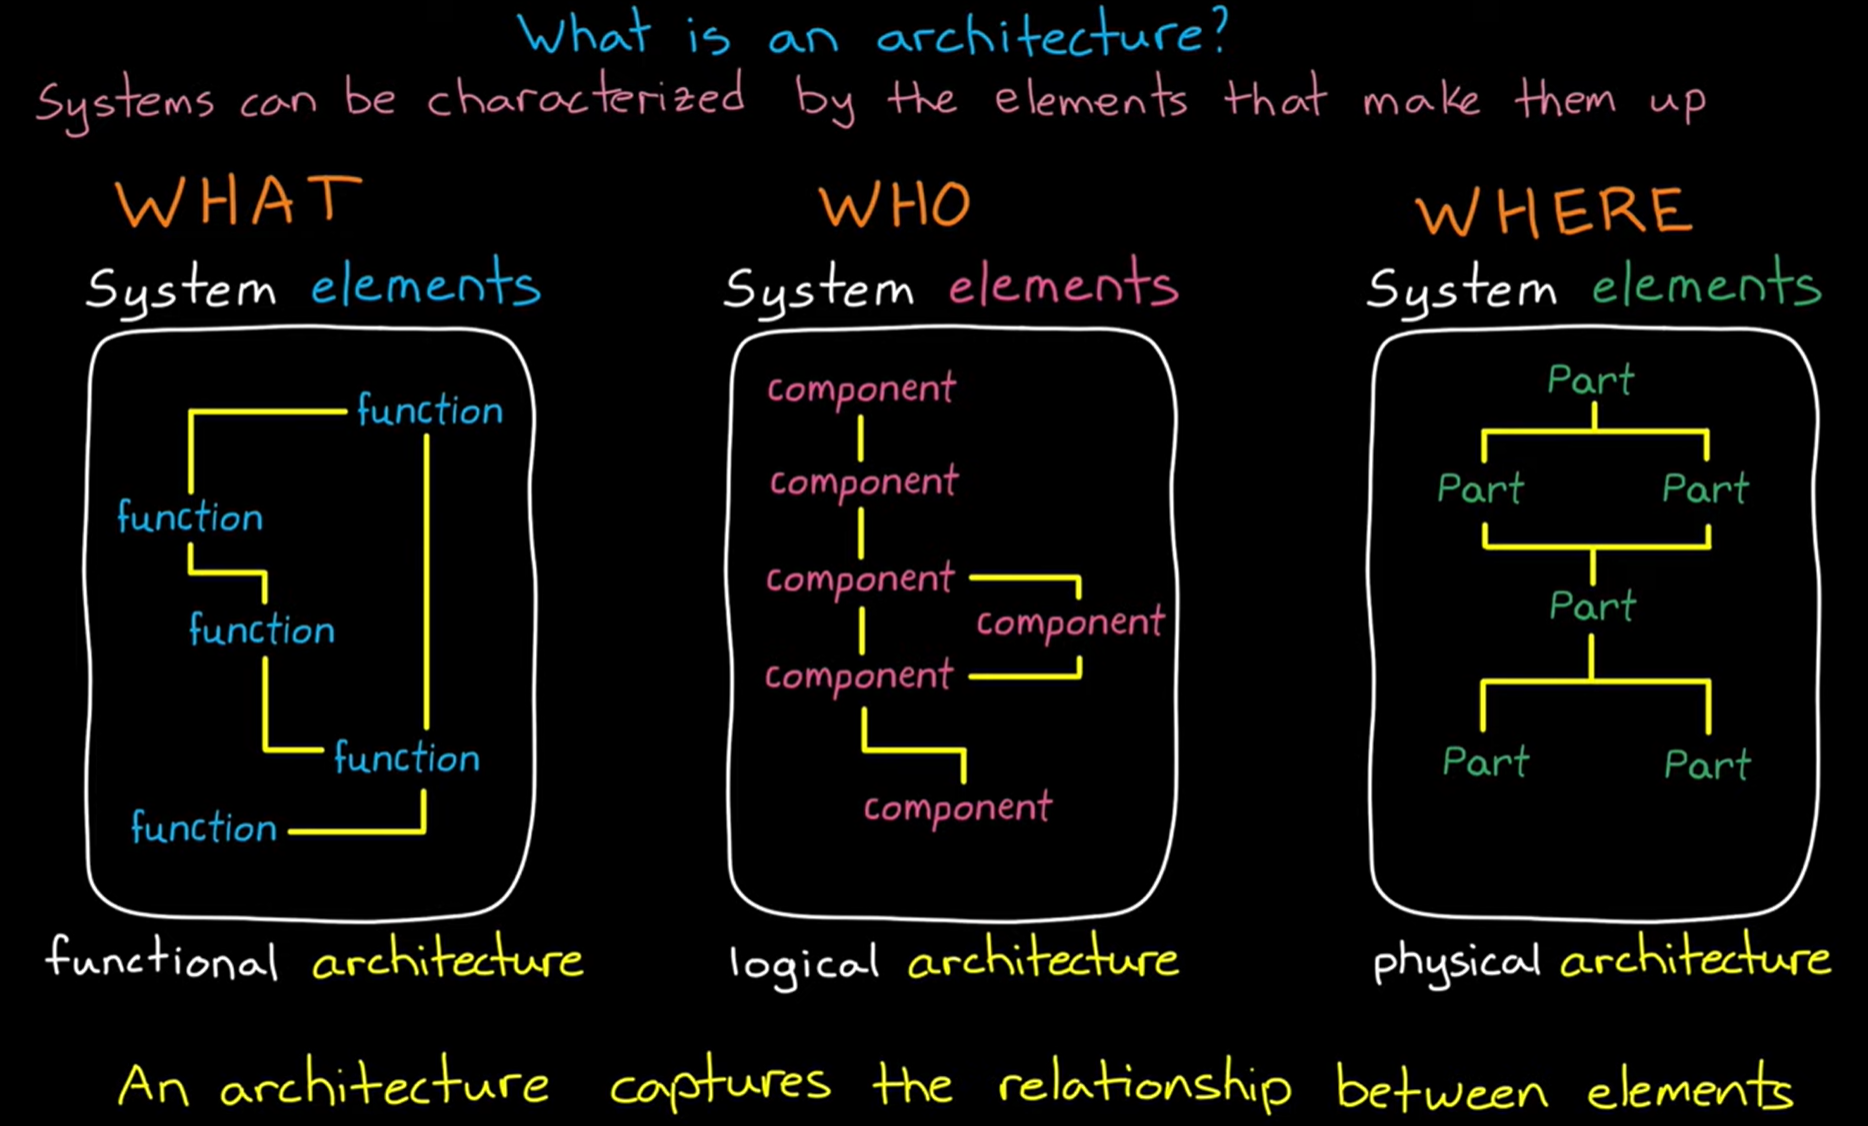 What is an architecture?
Systems can be characterized by the elements that make them up
WHAT
System elements
function
function
function
function
function
functional architecture
WHO
System elements
component
component
component
component
component
component
logical architecture
WHERE
System elements
Part
Part Part
Part
Part Part
physical architecture
An architecture captures the relationship between elements